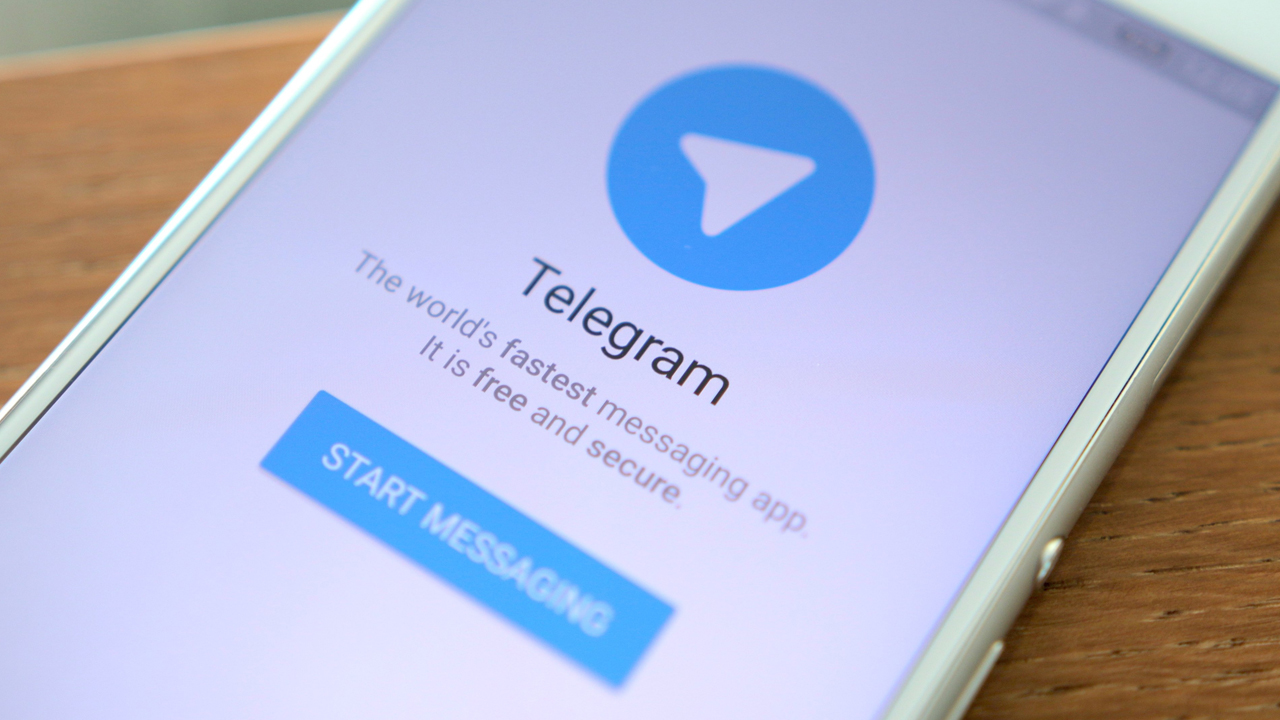 Telegram
The world's fastest messaging app.
It is free and secure.
START MESSAGING